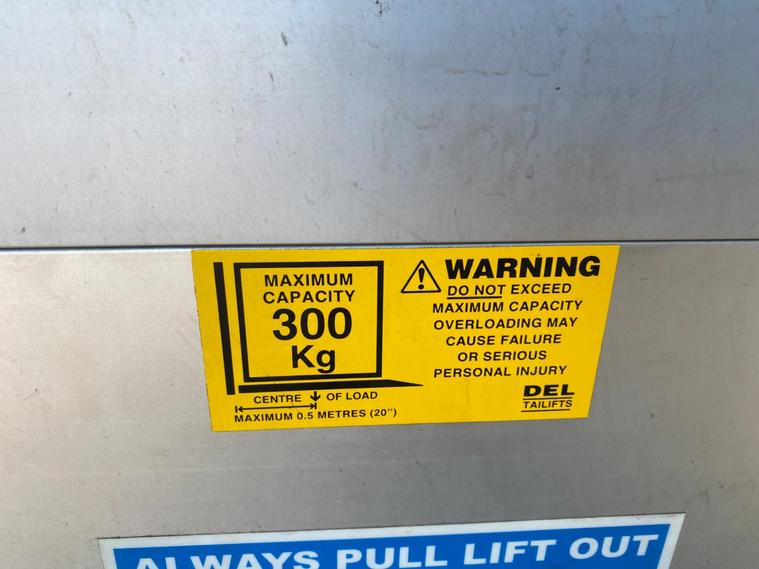 MAXIMUM
CAPACITY
300
Kg
CENTRE OF LOAD
MAXIMUM 0.5 METRES (20")
WARNING
DO NOT EXCEED
MAXIMUM CAPACITY
OVERLOADING MAY
CAUSE FAILURE
OR SERIOUS
PERSONAL INJURY
DEL
TAILIFTS
ALWAYS PULL LIFT OUT